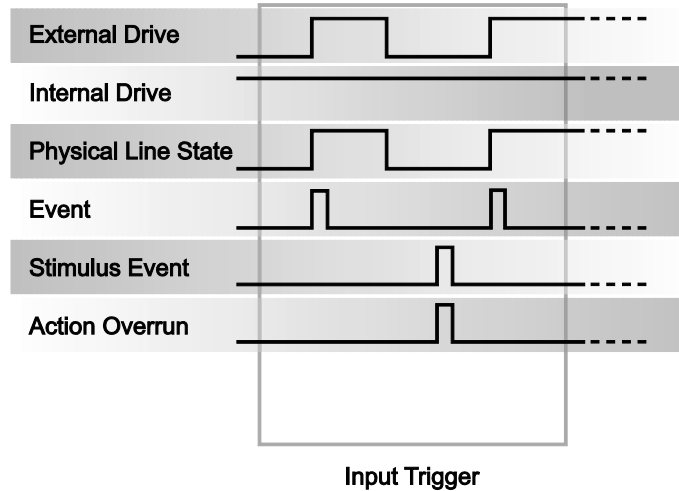 External Drive
Internal Drive
Physical Line State
Event
Stimulus Event
Action Overrun
Input Trigger